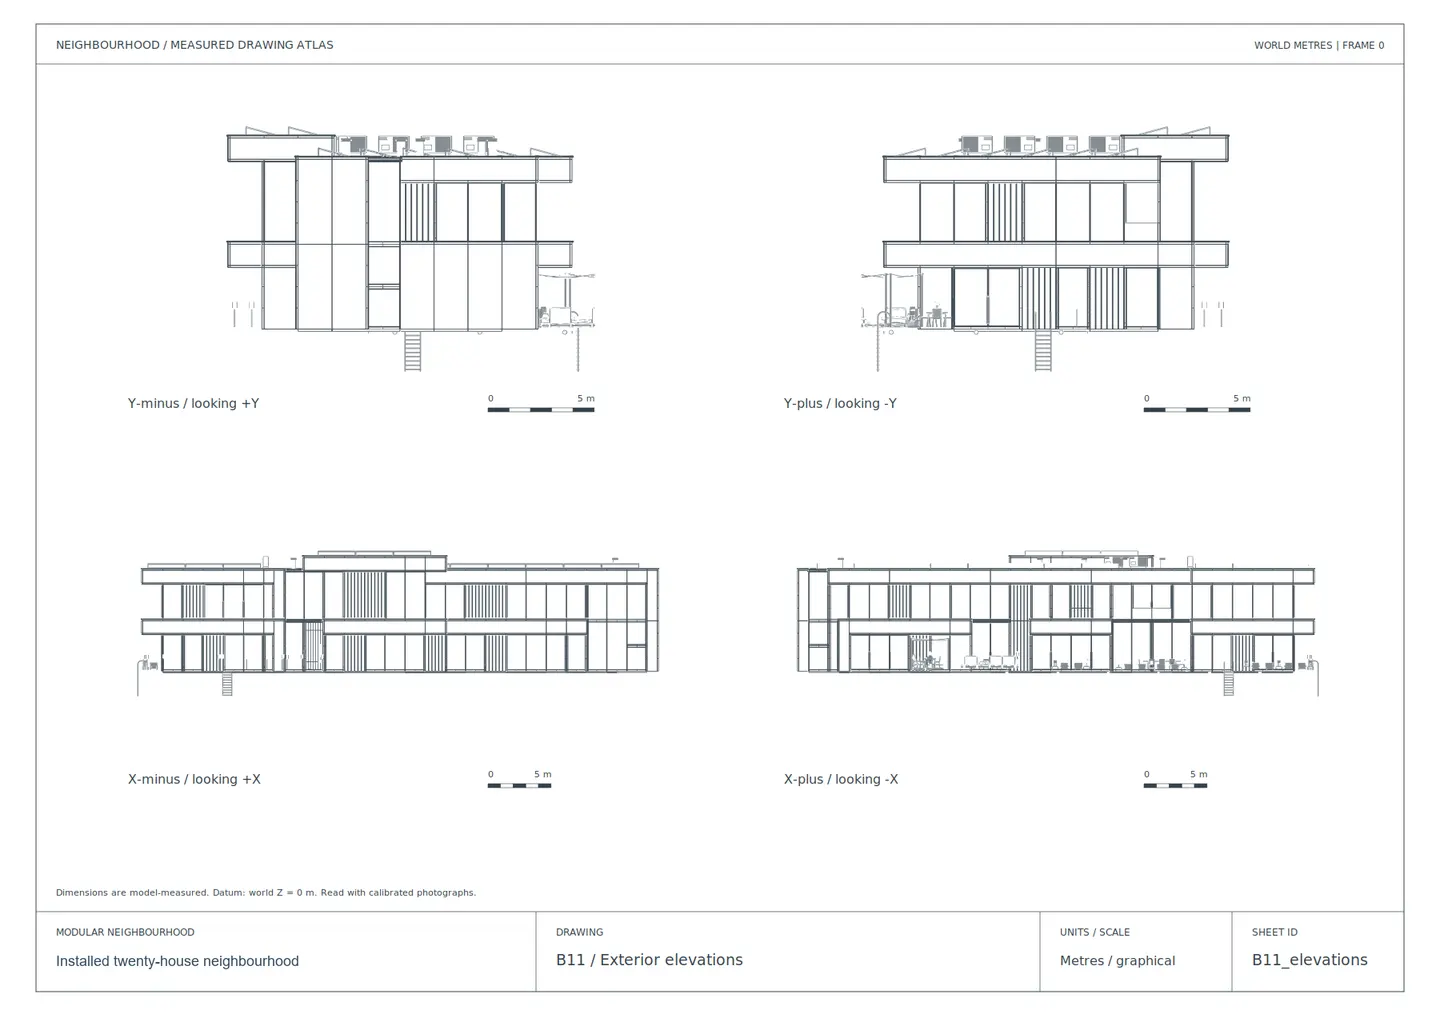 NEIGHBOURHOOD / MEASURED DRAWING ATLAS
WORLD METRES | FRAME 0
Y-minus / looking +Y
0 5 m
Y-plus / looking -Y
0 5 m
X-minus / looking +X
0 5 m
X-plus / looking -X
0 5 m
Dimensions are model-measured. Datum: world Z = 0 m. Read with calibrated photographs.
MODULAR NEIGHBOURHOOD
Installed twenty-house neighbourhood
DRAWING
B11 / Exterior elevations
UNITS / SCALE
Metres / graphical
SHEET ID
B11_elevations